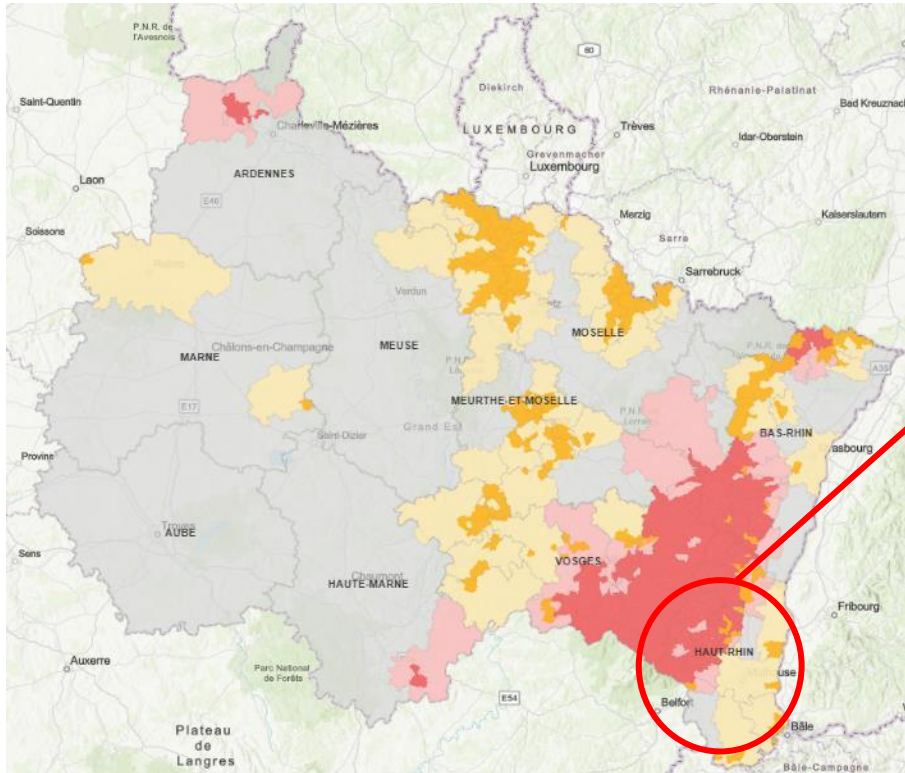 P.N.R. de
l'Avesnois
60
Diekirch
Rhénanie-Palatinat
Saint-Quentin
Bad Kreuznach
Charleville-Mézières
LUXEMBOURG
Trèves
Idar-Oberstein
Grevenmacher
Luxembourg
Laon
ARDENNES
E46
Merzig
Kaiserslautern
Soissons
Reims
Sarre
Sarrebruck
Verdun
MOSELLE
Châlons-en-Champagne
MARNE
MEUSE
P.N.R. de
A35
MEURTHE-ET-MOSELLE
E17
Saint-Dizier
Grand Est
P.N.R.
BAS-RHIN
asbourg
Provins
Troyes
AUBE
Sens
VOSGES
Chaumont
HAUTE-MARNE
Fribourg
HAUT-RHIN
Auxerre
Parc National
de Forêts
E54
Belfort
Plateau
de
Langres
Bâle
Bâle-Campagne